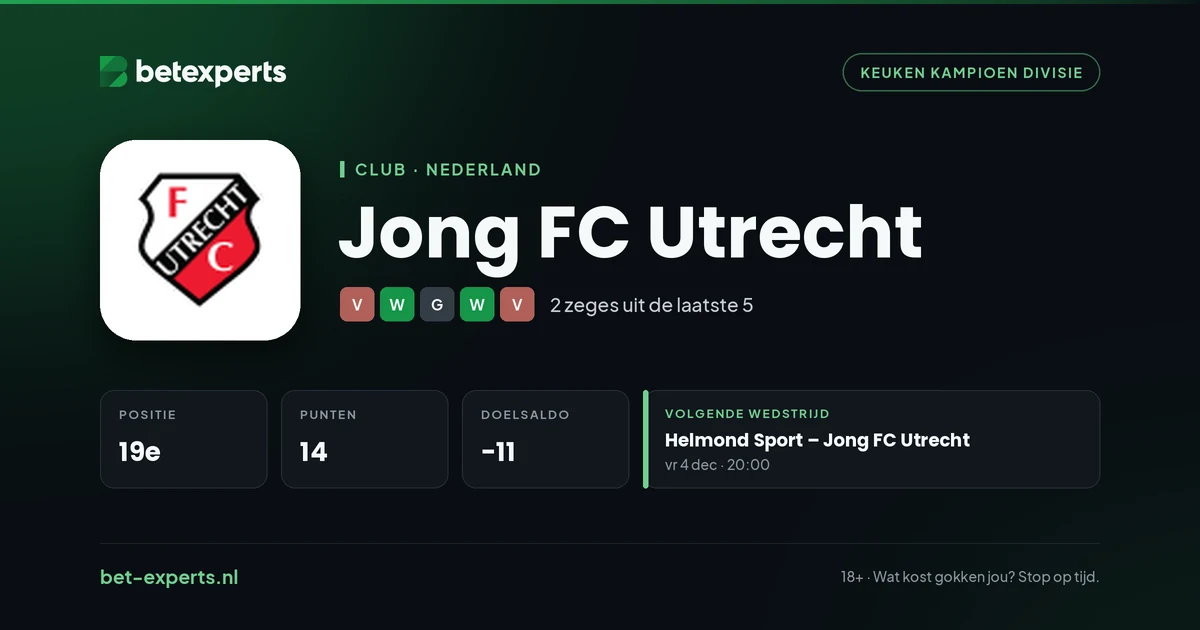 betexperts
KEUKEN KAMPIOEN DIVISIE
F
UTRECHT
C
CLUB · NEDERLAND
Jong FC Utrecht
V W G W V 2 zeges uit de laatste 5
POSITIE
19e
PUNTEN
14
DOELSALDO
−11
VOLGENDE WEDSTRIJD
Helmond Sport – Jong FC Utrecht
vr 4 dec · 20:00
bet-experts.nl
18+ · Wat kost gokken jou? Stop op tijd.